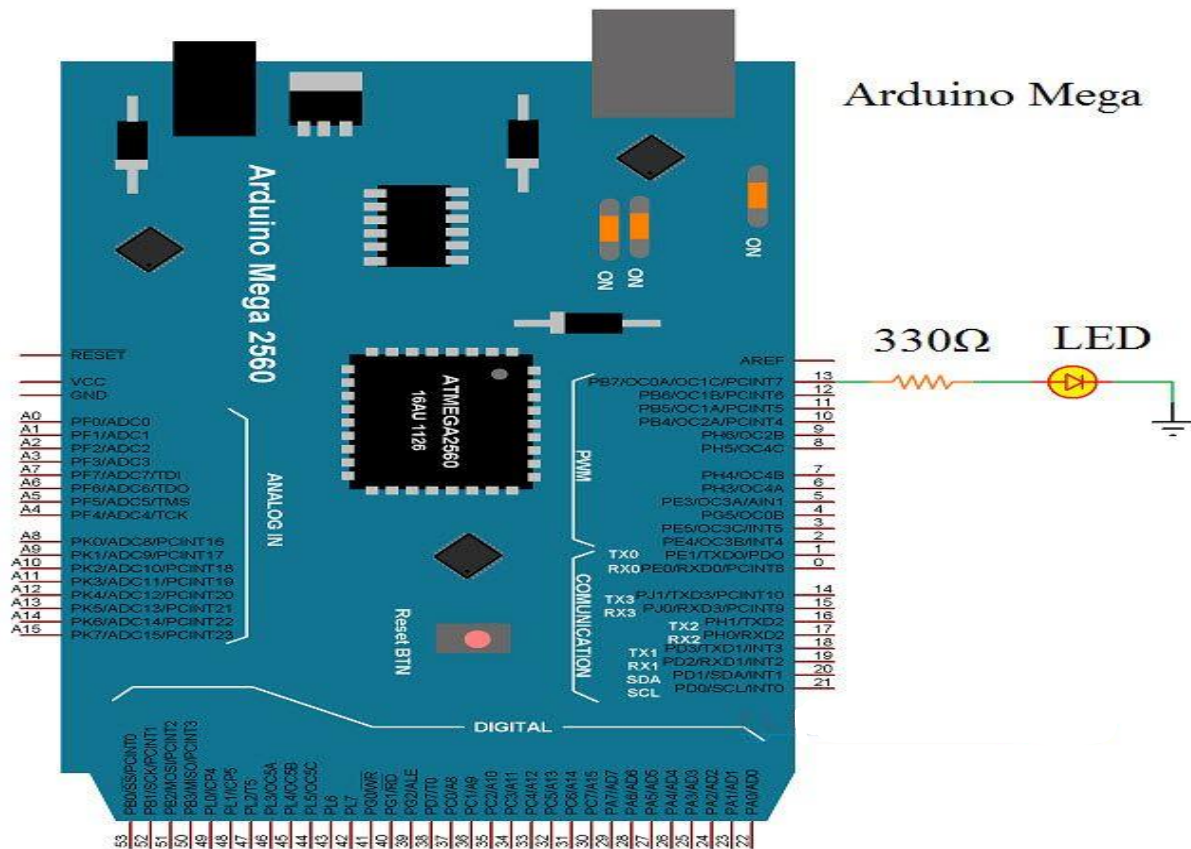 Arduino Mega
Arduino Mega 2560
ON
ON
ON
330Ω
LED
ATMEGA2560
16AU 1126
RESET
VCC
GND
A0 PF0/ADC0
A1 PF1/ADC1
A2 PF2/ADC2
A3 PF3/ADC3
A7 PF7/ADC7/TDI
A6 PF6/ADC6/TDO
A5 PF5/ADC5/TMS
A4 PF4/ADC4/TCK
A8 PK0/ADC8/PCINT16
A9 PK1/ADC9/PCINT17
A10 PK2/ADC10/PCINT18
A11 PK3/ADC11/PCINT19
A12 PK4/ADC12/PCINT20
A13 PK5/ADC13/PCINT21
A14 PK6/ADC14/PCINT22
A15 PK7/ADC15/PCINT23
ANALOG IN
Reset BTN
AREF
PB7/OC0A/OC1C/PCINT7 13
PB6/OC1B/PCINT6 12
PB5/OC1A/PCINT5 11
PB4/OC2A/PCINT4 10
PH6/OC2B 9
PH5/OC4C 8
PH4/OC4B 7
PH3/OC4A 6
PE3/OC3A/AIN1 5
PG5/OC0B 4
PE5/OC3C/INT5 3
PE4/OC3B/INT4 2
TX0 PE1/TXD0/PDO 1
RX0 PE0/RXD0/PCINT8 0
PWM
TX3 PJ1/TXD3/PCINT10 14
RX3 PJ0/RXD3/PCINT9 15
TX2 PH1/TXD2 16
RX2 PH0/RXD2 17
TX1 PD3/TXD1/INT3 18
RX1 PD2/RXD1/INT2 19
SDA PD1/SDA/INT1 20
SCL PD0/SCL/INT0 21
COMUNICATION
DIGITAL
PB0/SS/PCINT0 53
PB1/SCK/PCINT1 52
PB2/MOSI/PCINT2 51
PB3/MISO/PCINT3 50
PL0/ICP4 49
PL1/ICP5 48
PL2/T5 47
PL3/OC5A 46
PL4/OC5B 45
PL5/OC5C 44
PL6 43
PL7 42
PG0/WR 41
PG1/RD 40
PG2/ALE 39
PD7/T0 38
PC0/A8 37
PC1/A9 36
PC2/A10 35
PC3/A11 34
PC4/A12 33
PC5/A13 32
PC6/A14 31
PC7/A15 30
PA7/AD7 29
PA6/AD6 28
PA5/AD5 27
PA4/AD4 26
PA3/AD3 25
PA2/AD2 24
PA1/AD1 23
PA0/AD0 22